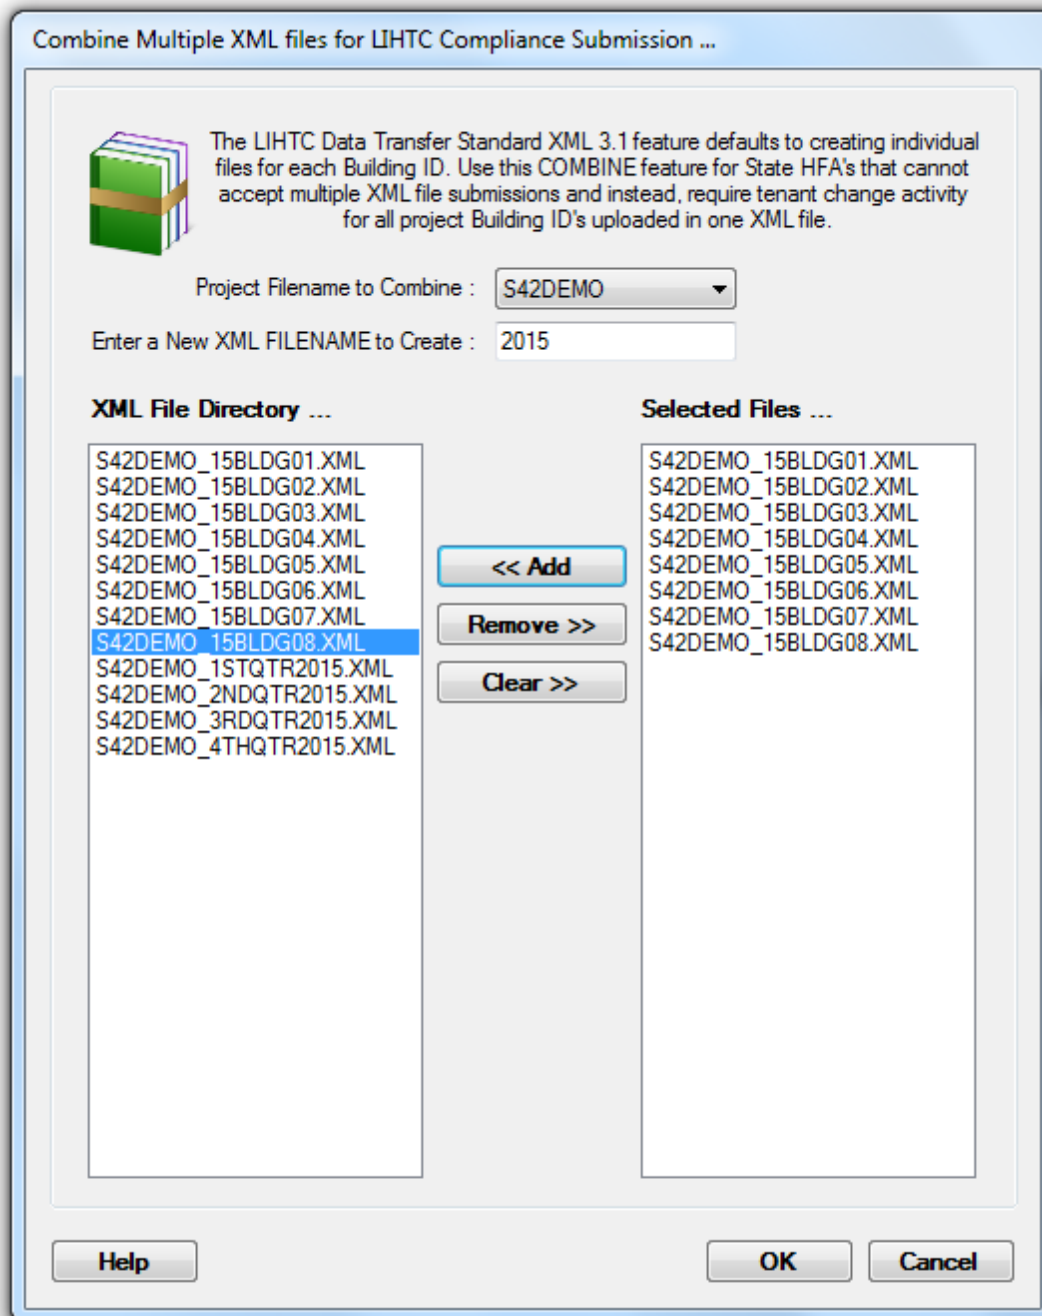 Combine Multiple XML files for LIHTC Compliance Submission ...
The LIHTC Data Transfer Standard XML 3.1 feature defaults to creating individual
files for each Building ID. Use this COMBINE feature for State HFA's that cannot
accept multiple XML file submissions and instead, require tenant change activity
for all project Building ID's uploaded in one XML file.
Project Filename to Combine : S42DEMO
Enter a New XML FILENAME to Create : 2015
XML File Directory ...
S42DEMO_15BLDG01.XML
S42DEMO_15BLDG02.XML
S42DEMO_15BLDG03.XML
S42DEMO_15BLDG04.XML
S42DEMO_15BLDG05.XML
S42DEMO_15BLDG06.XML
S42DEMO_15BLDG07.XML
S42DEMO_15BLDG08.XML
S42DEMO_1STQTR2015.XML
S42DEMO_2NDQTR2015.XML
S42DEMO_3RDQTR2015.XML
S42DEMO_4THQTR2015.XML
<< Add
Remove >>
Clear >>
Selected Files ...
S42DEMO_15BLDG01.XML
S42DEMO_15BLDG02.XML
S42DEMO_15BLDG03.XML
S42DEMO_15BLDG04.XML
S42DEMO_15BLDG05.XML
S42DEMO_15BLDG06.XML
S42DEMO_15BLDG07.XML
S42DEMO_15BLDG08.XML
Help
OK
Cancel